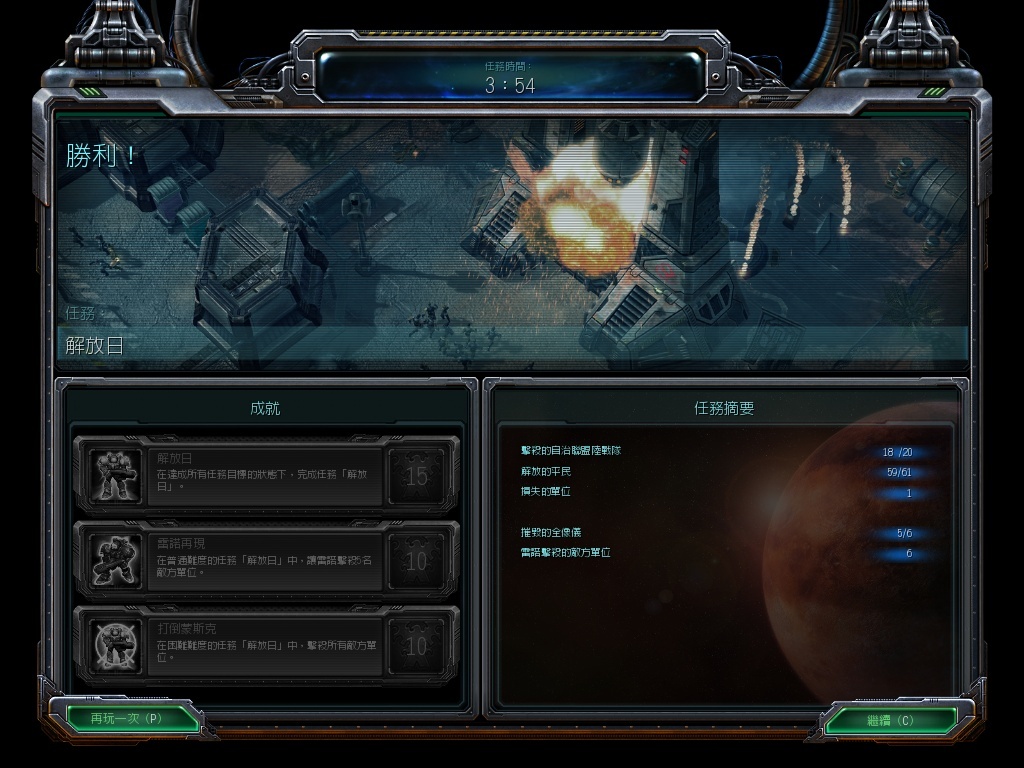 任務時間：
3：54
勝利！
任務：
解放日
成就
解放日
在達成所有任務目標的狀態下，完成任務「解放
日」。
15
雷諾再現
在普通難度的任務「解放日」中，讓雷諾擊殺5名
敵方單位。
10
打倒蒙斯克
在困難難度的任務「解放日」中，擊殺所有敵方單
位。
10
任務摘要
擊殺的自治聯盟陸戰隊 18 /20
解放的平民 59/61
損失的單位 1
摧毀的全像儀 5/6
雷諾擊殺的敵方單位 6
再玩一次（P）
繼續（C）